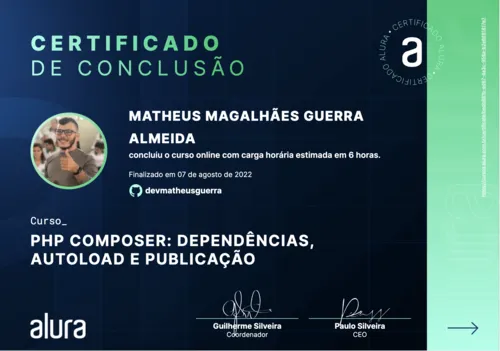 CERTIFICADO
DE CONCLUSÃO
CERTIFICADO ALURA • CERTIFICADO ALURA •
a
MATHEUS MAGALHÃES GUERRA
ALMEIDA
concluiu o curso online com carga horária estimada em 6 horas.
Finalizado em 07 de agosto de 2022
devmatheusguerra
Curso_
PHP COMPOSER: DEPENDÊNCIAS,
AUTOLOAD E PUBLICAÇÃO
alura
Guilherme Silveira
Coordenador
Paulo Silveira
CEO